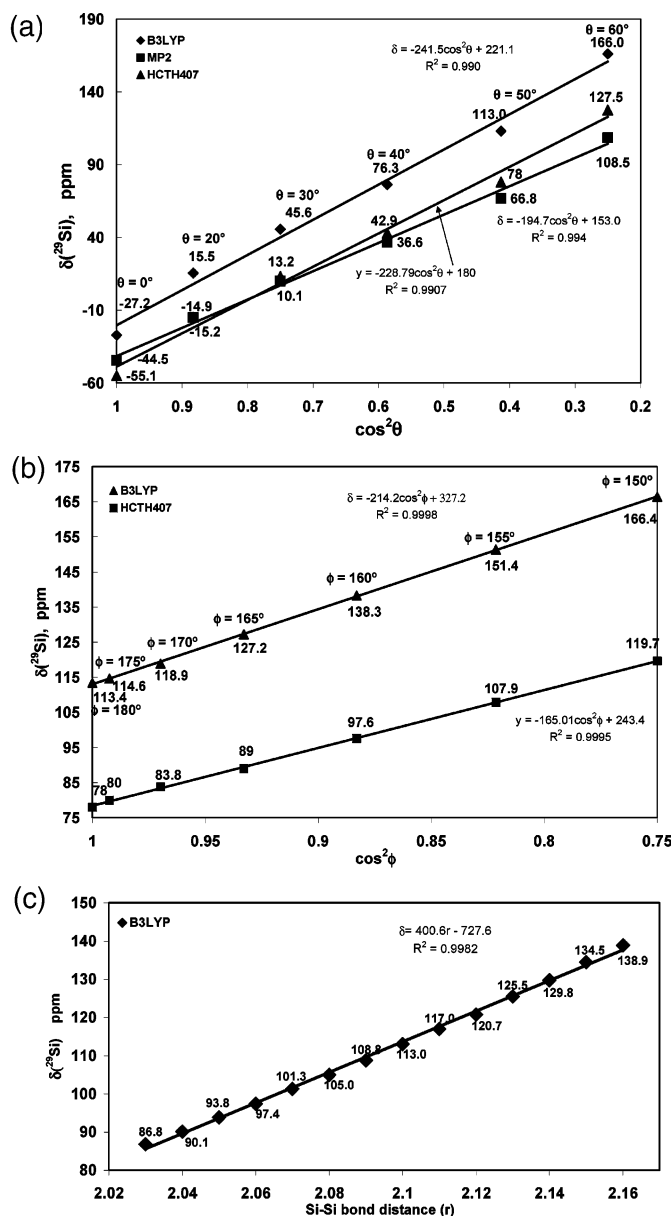 (a)
190
140
90
40
-10
-60
δ(²⁹Si), ppm
B3LYP
MP2
HCTH407
δ = -241.5cos²θ + 221.1
R² = 0.990
θ = 60°
166.0
127.5
108.5
θ = 50°
113.0
78
66.8
θ = 40°
76.3
42.9
36.6
θ = 30°
45.6
13.2
10.1
θ = 20°
15.5
-14.9
-15.2
θ = 0°
-27.2
-44.5
-55.1
δ = -194.7cos²θ + 153.0
R² = 0.994
y = -228.79cos²θ + 180
R² = 0.9907
1 0.9 0.8 0.7 0.6 0.5 0.4 0.3 0.2
cos²θ
(b)
175
165
155
145
135
125
115
105
95
85
75
δ(²⁹Si), ppm
B3LYP
HCTH407
δ = -214.2cos²ϕ + 327.2
R² = 0.9998
ϕ = 150°
166.4
ϕ = 155°
151.4
ϕ = 160°
138.3
ϕ = 165°
127.2
ϕ = 170°
118.9
ϕ = 175°
114.6
113.4
ϕ = 180°
119.7
107.9
97.6
89
83.8
80
78
y = -165.01cos²ϕ + 243.4
R² = 0.9995
1 0.95 0.9 0.85 0.8 0.75
cos²ϕ
(c)
150
140
130
120
110
100
90
80
δ(²⁹Si) ppm
B3LYP
δ= 400.6r - 727.6
R² = 0.9982
86.8
90.1
93.8
97.4
101.3
105.0
108.8
113.0
117.0
120.7
125.5
129.8
134.5
138.9
2.02 2.04 2.06 2.08 2.1 2.12 2.14 2.16
Si-Si bond distance (r)